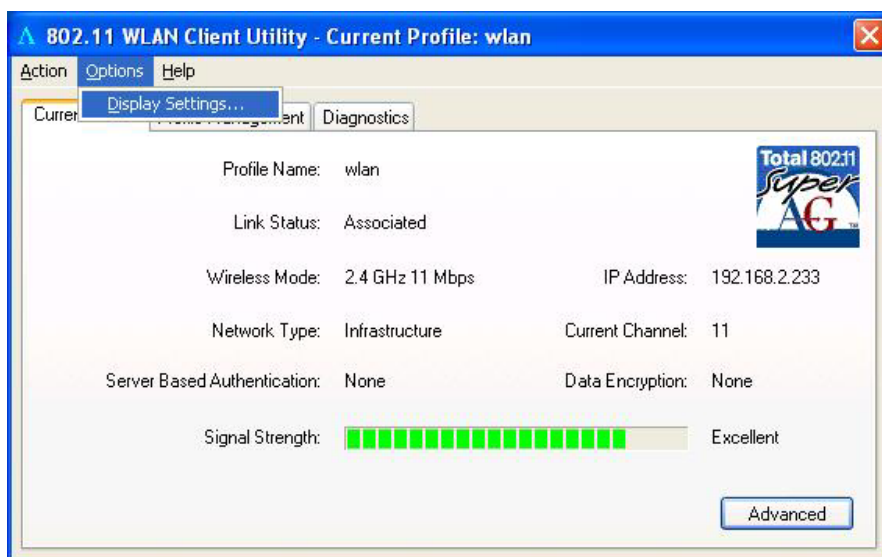 802.11 WLAN Client Utility - Current Profile: wlan
Action Options Help
Display Settings...
Diagnostics
Profile Name: wlan
Total 802.11
Super
AG
TM
Link Status: Associated
Wireless Mode: 2.4 GHz 11 Mbps IP Address: 192.168.2.233
Network Type: Infrastructure Current Channel: 11
Server Based Authentication: None Data Encryption: None
Signal Strength: Excellent
Advanced